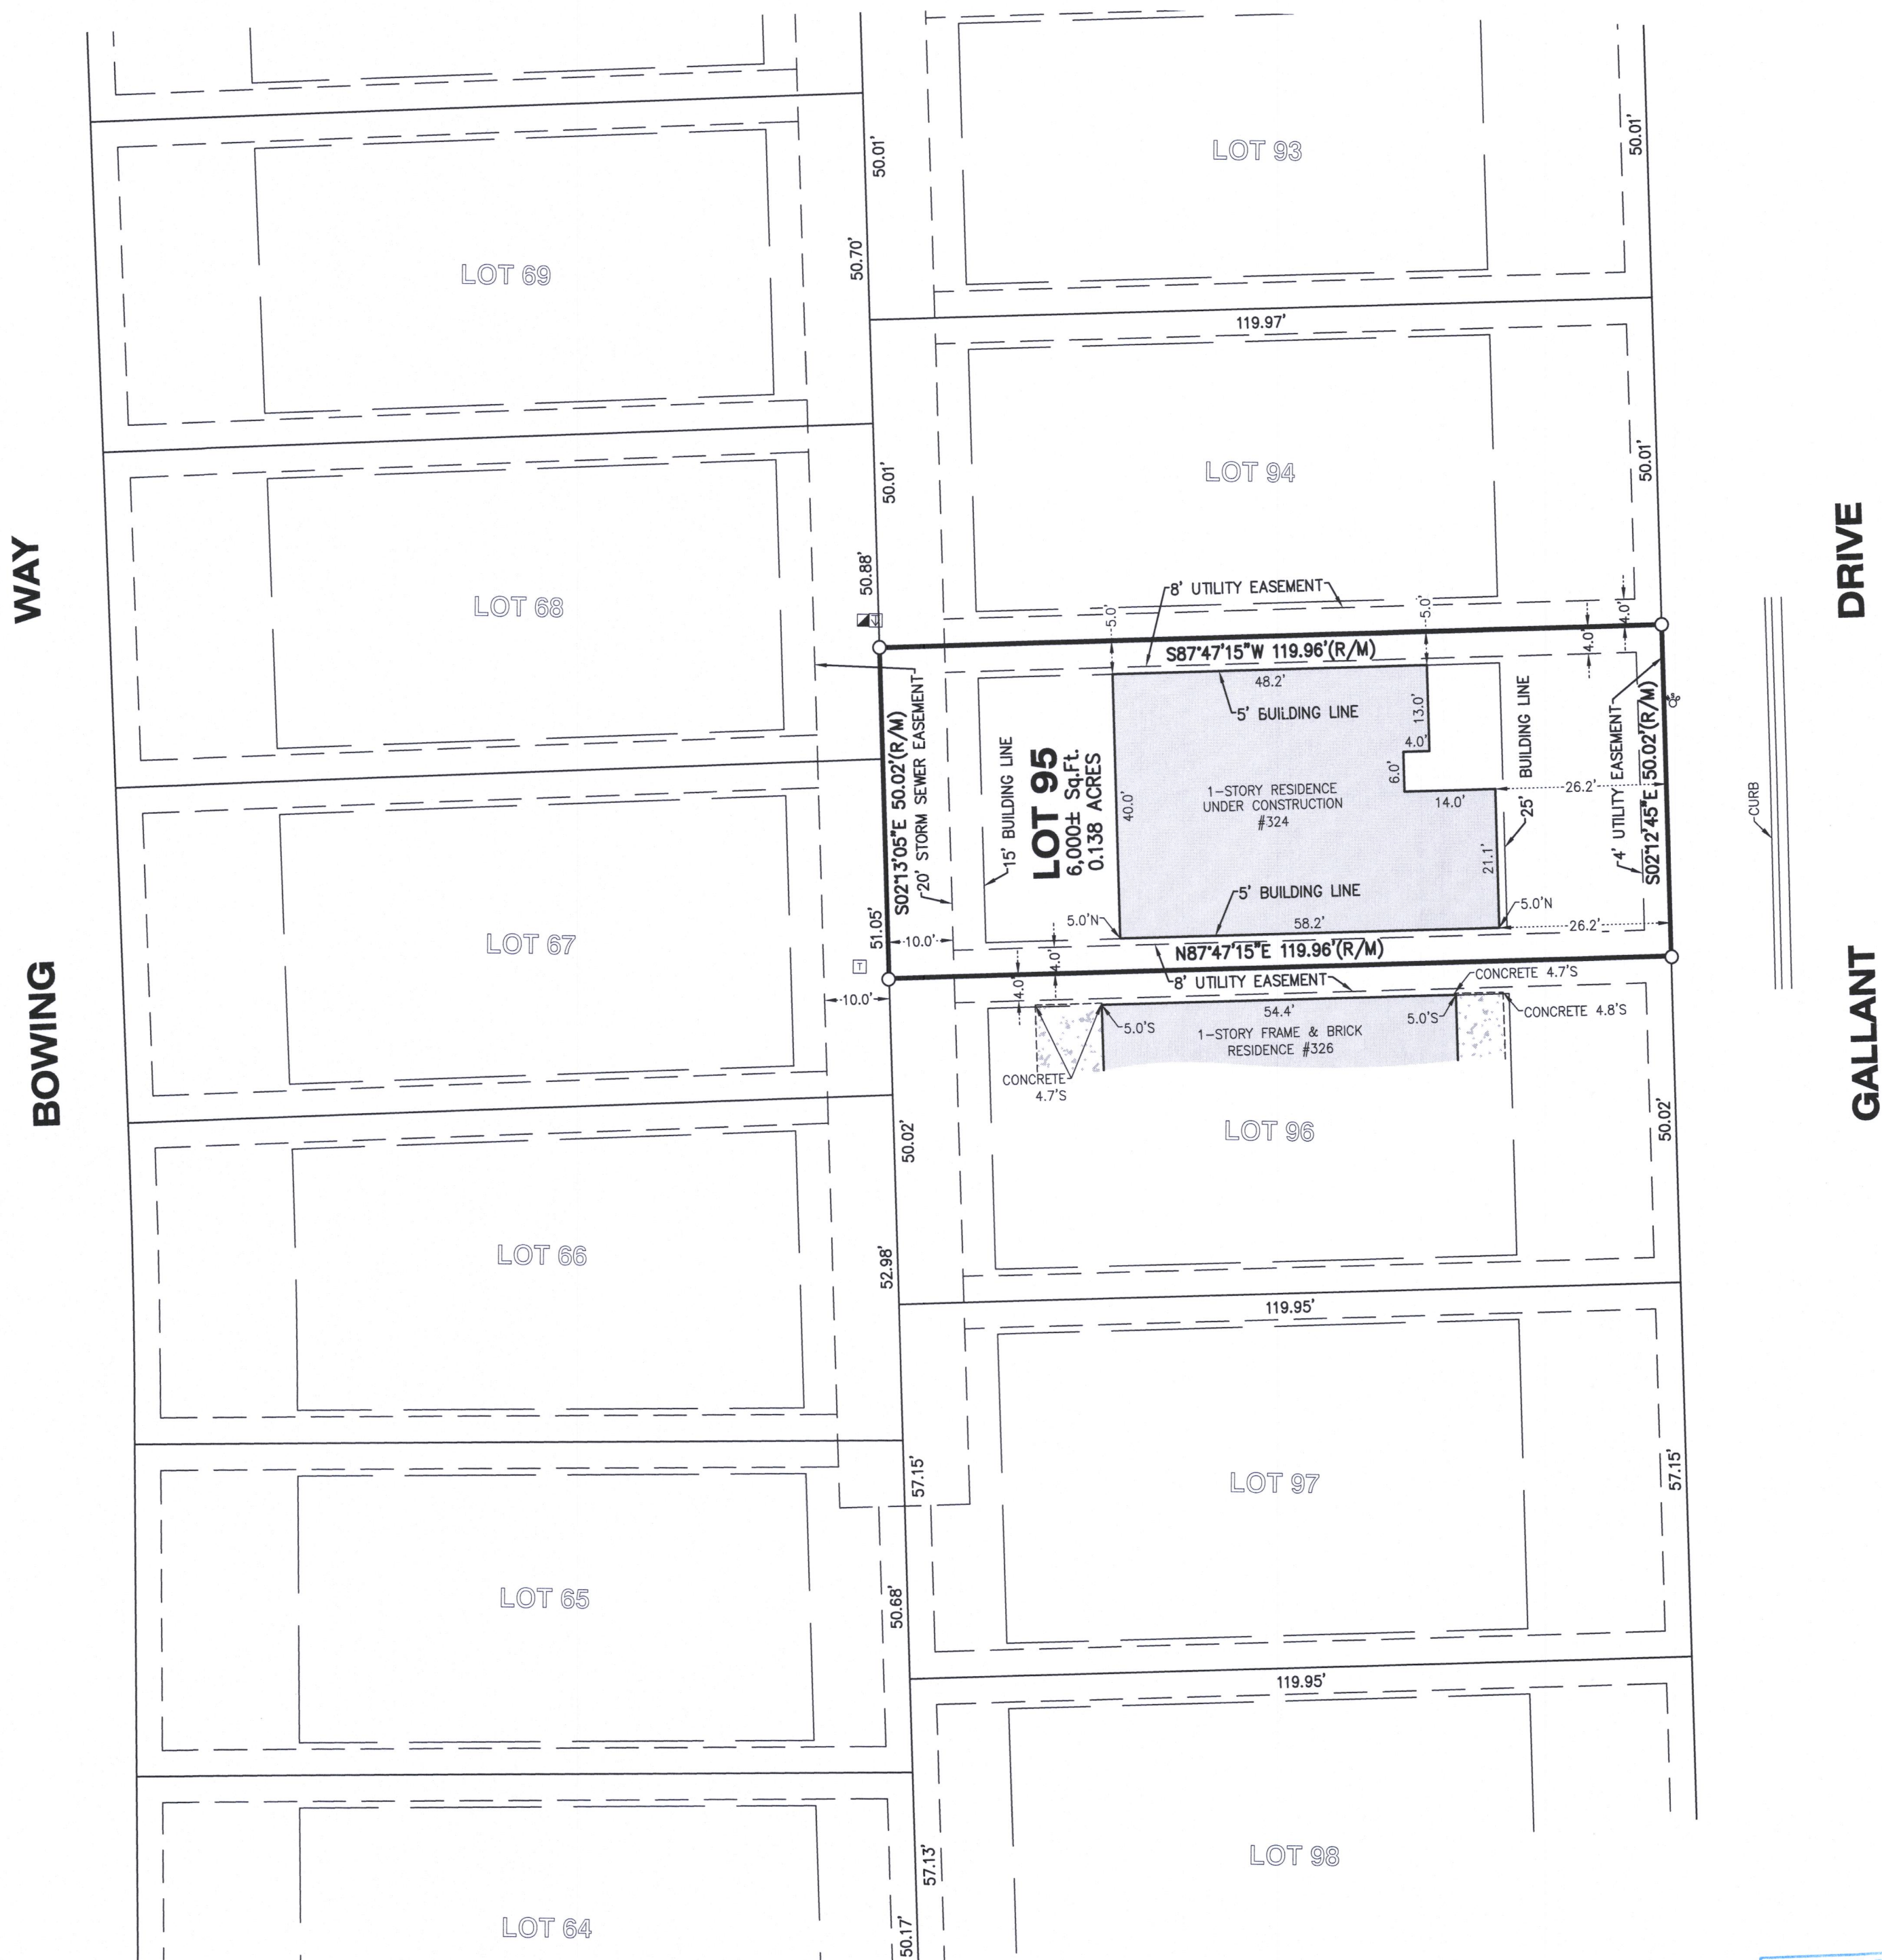 LOT 93
50.01'
50.01'
LOT 69
50.70'
119.97'
LOT 94
50.01'
50.01'
LOT 68
50.88'
WAY
DRIVE
8' UTILITY EASEMENT
5.0'
5.0'
4.0'
4.0'
S87°47'15"W 119.96'(R/M)
48.2'
5' BUILDING LINE
13.0'
4.0'
6.0'
14.0'
26.2'
25' BUILDING LINE
4' UTILITY EASEMENT
S02°12'45"E 50.02'(R/M)
S02°13'05"E 50.02'(R/M)
20' STORM SEWER EASEMENT
15' BUILDING LINE
LOT 95
6,000± Sq.Ft.
0.138 ACRES
40.0'
1-STORY RESIDENCE
UNDER CONSTRUCTION
#324
21.1'
CURB
5' BUILDING LINE
5.0'N
58.2'
5.0'N
26.2'
51.05'
10.0'
LOT 67
4.0'
4.0'
N87°47'15"E 119.96'(R/M)
T
10.0'
8' UTILITY EASEMENT
CONCRETE 4.7'S
CONCRETE 4.8'S
54.4'
5.0'S
5.0'S
1-STORY FRAME & BRICK
RESIDENCE #326
CONCRETE
4.7'S
BOWING
GALLANT
LOT 96
50.02'
50.02'
LOT 66
52.98'
119.95'
LOT 97
57.15'
57.15'
LOT 65
50.68'
119.95'
LOT 98
57.13'
LOT 64
50.17'